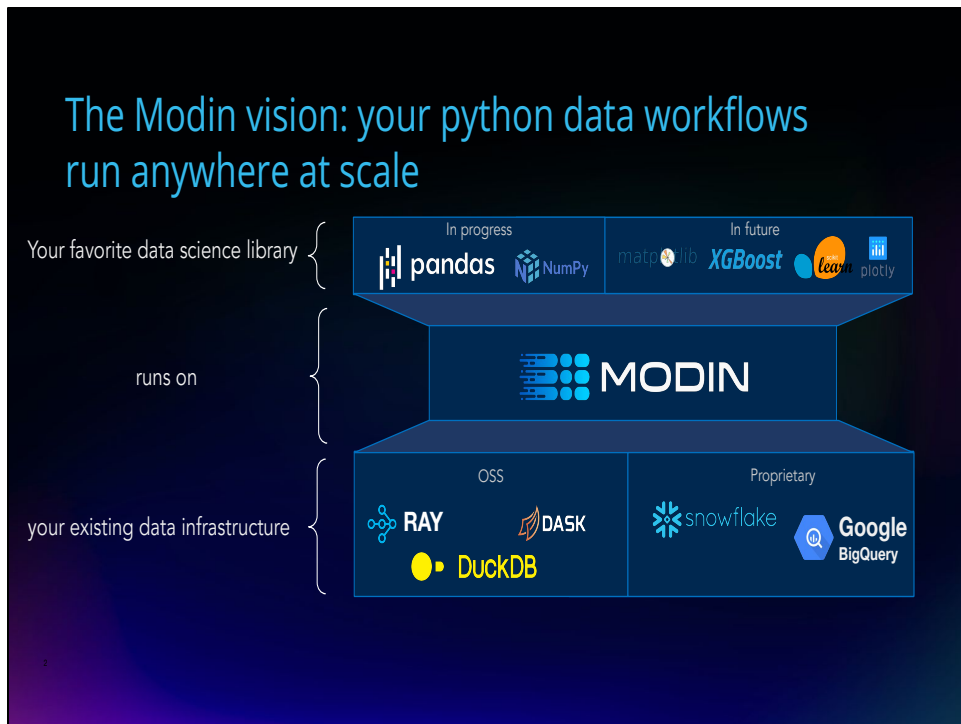 The Modin vision: your python data workflows
run anywhere at scale
Your favorite data science library
In progress
In future
pandas
NumPy
matplotlib
XGBoost
scikit
learn
plotly
runs on
MODIN
your existing data infrastructure
OSS
Proprietary
RAY
DASK
DuckDB
snowflake
Google
BigQuery